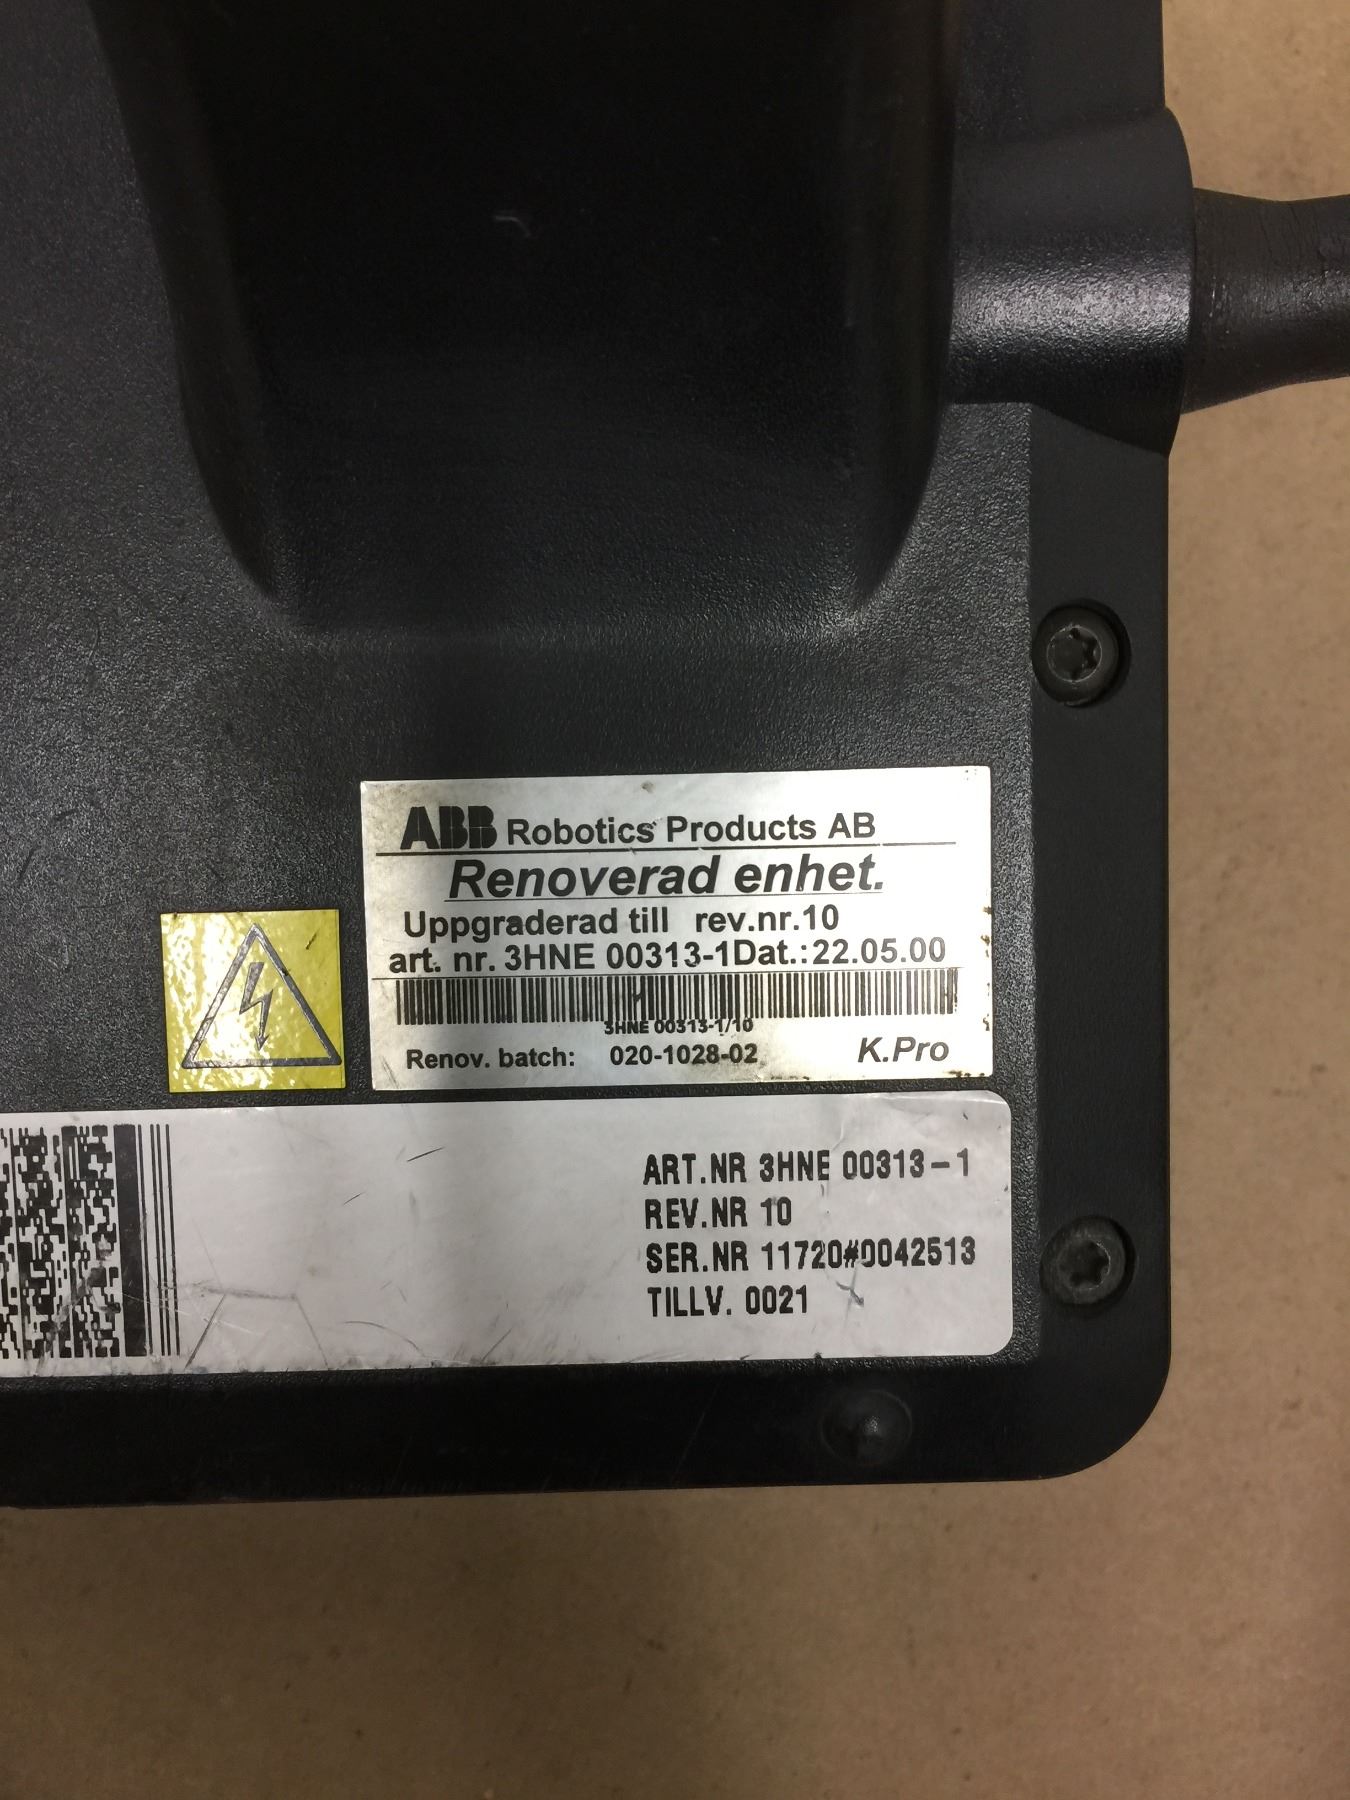 ABB Robotics Products AB
Renoverad enhet.
Uppgraderad till rev.nr.10
art. nr. 3HNE 00313-1Dat.:22.05.00
3HNE 00313-1/10
Renov. batch: 020-1028-02 K.Pro
ART.NR 3HNE 00313-1
REV.NR 10
SER.NR 11720#0042513
TILLV. 0021